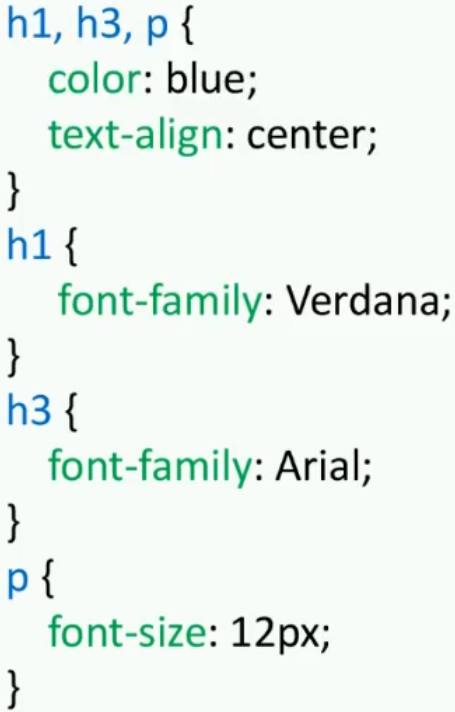 h1, h3, p {
color: blue;
text-align: center;
}
h1 {
font-family: Verdana;
}
h3 {
font-family: Arial;
}
p {
font-size: 12px;
}